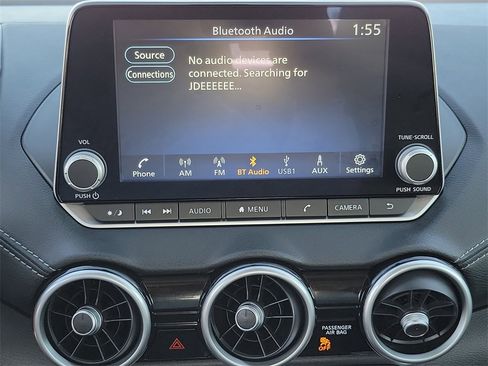 Bluetooth Audio 1:55
Source
Connections
No audio devices are
connected. Searching for
JDEEEEEE...
VOL
TUNE·SCROLL
Phone AM FM BT Audio USB1 AUX Settings
PUSH
PUSH SOUND
AUDIO MENU CAMERA
PASSENGER
AIR BAG
OFF